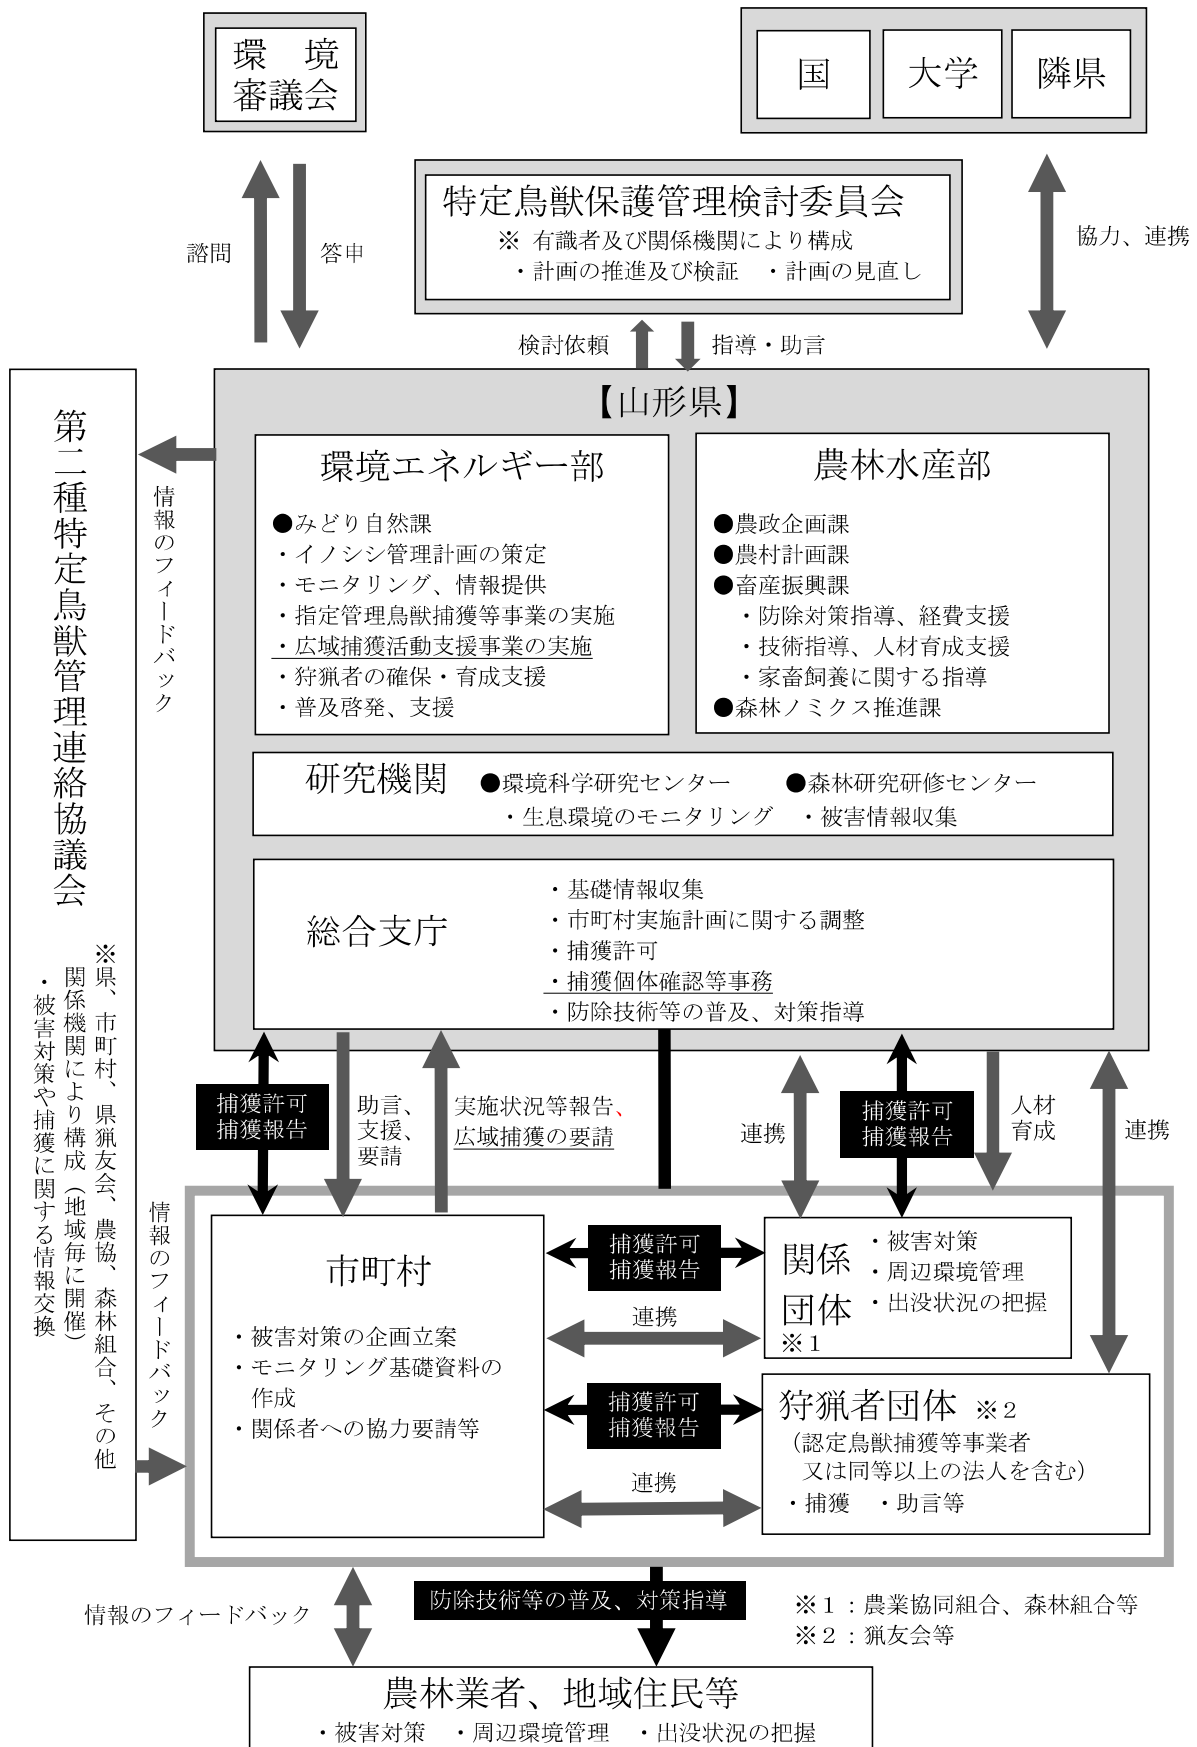 環　境
審議会
国
大学
隣県
特定鳥獣保護管理検討委員会
※ 有識者及び関係機関により構成
・計画の推進及び検証　・計画の見直し
諮問
答申
協力、連携
検討依頼
指導・助言
【山形県】
環境エネルギー部
●みどり自然課
・イノシシ管理計画の策定
・モニタリング、情報提供
・指定管理鳥獣捕獲等事業の実施
・広域捕獲活動支援事業の実施
・狩猟者の確保・育成支援
・普及啓発、支援
農林水産部
●農政企画課
●農村計画課
●畜産振興課
・防除対策指導、経費支援
・技術指導、人材育成支援
・家畜飼養に関する指導
●森林ノミクス推進課
研究機関
●環境科学研究センター
・生息環境のモニタリング
●森林研究研修センター
・被害情報収集
総合支庁
・基礎情報収集
・市町村実施計画に関する調整
・捕獲許可
・捕獲個体確認等事務
・防除技術等の普及、対策指導
情報のフィードバック
第二種特定鳥獣管理連絡協議会
※県、市町村、県猟友会、農協、森林組合、その他
関係機関により構成（地域毎に開催）
・被害対策や捕獲に関する情報交換
情報のフィードバック
捕獲許可
捕獲報告
助言、
支援、
要請
実施状況等報告、
広域捕獲の要請
連携
捕獲許可
捕獲報告
人材
育成
連携
市町村
・被害対策の企画立案
・モニタリング基礎資料の
作成
・関係者への協力要請等
捕獲許可
捕獲報告
連携
捕獲許可
捕獲報告
連携
関係
団体
※１
・被害対策
・周辺環境管理
・出没状況の把握
狩猟者団体 ※２
（認定鳥獣捕獲等事業者
又は同等以上の法人を含む）
・捕獲　・助言等
情報のフィードバック
防除技術等の普及、対策指導
※１：農業協同組合、森林組合等
※２：猟友会等
農林業者、地域住民等
・被害対策　・周辺環境管理　・出没状況の把握